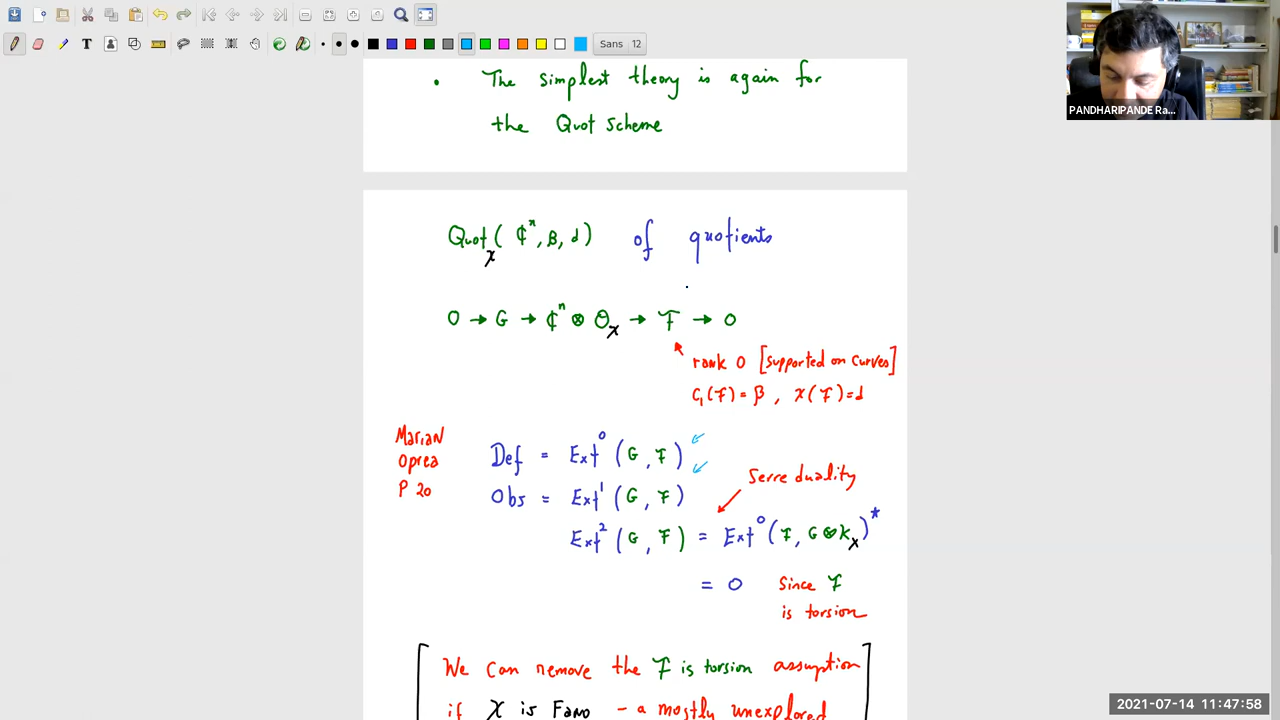 Sans 12
PANDHARIPANDE Ra...
• The simplest theory is again for
the Quot scheme
Quot_X ( ℂ^n, β, d ) of quotients
0 → G → ℂ^n ⊗ 𝒪_X → F → 0
rank 0 [supported on curves]
c_1(F) = β , χ(F) = d
Marian
Oprea
P 20
Def = Ext^0 ( G , F )
Obs = Ext^1 ( G , F )
Serre duality
Ext^2 ( G , F ) = Ext^0 ( F, G ⊗ K_X )^*
= 0 Since F
is torsion
We can remove the F is torsion assumption
if X is Fano - a mostly unexplored
2021-07-14 11:47:58